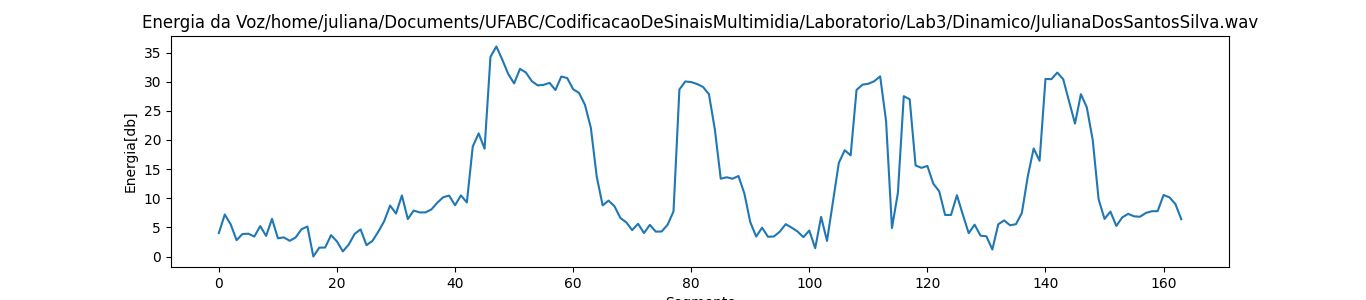 Energia da Voz/home/juliana/Documents/UFABC/CodificacaoDeSinaisMultimidia/Laboratorio/Lab3/Dinamico/JulianaDosSantosSilva.wav
35
30
25
20
15
10
5
0
Energia[db]
0 20 40 60 80 100 120 140 160
Segmento